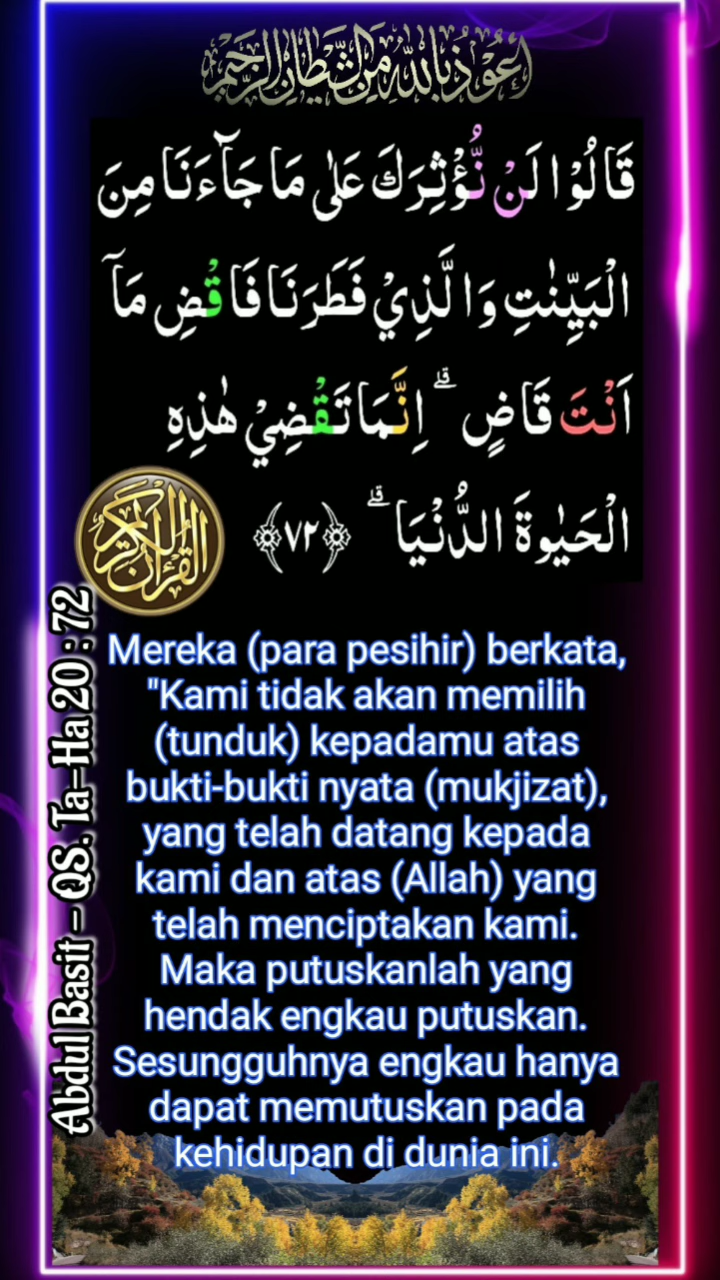 أَعُوْذُ بِاللّٰهِ مِنَ الشَّيْطَانِ الرَّجِيْمِ
قَالُوْا لَنْ نُّؤْثِرَكَ عَلٰى مَا جَاۤءَنَا مِنَ
الْبَيِّنٰتِ وَالَّذِيْ فَطَرَنَا فَاقْضِ مَآ
اَنْتَ قَاضٍ ۗ اِنَّمَا تَقْضِيْ هٰذِهِ
الْحَيٰوةَ الدُّنْيَا ۗ ﴿٧٢﴾
القرآن الكريم
Abdul Basit - QS. Ta-Ha 20 : 72
Mereka (para pesihir) berkata,
"Kami tidak akan memilih
(tunduk) kepadamu atas
bukti-bukti nyata (mukjizat),
yang telah datang kepada
kami dan atas (Allah) yang
telah menciptakan kami.
Maka putuskanlah yang
hendak engkau putuskan.
Sesungguhnya engkau hanya
dapat memutuskan pada
kehidupan di dunia ini.